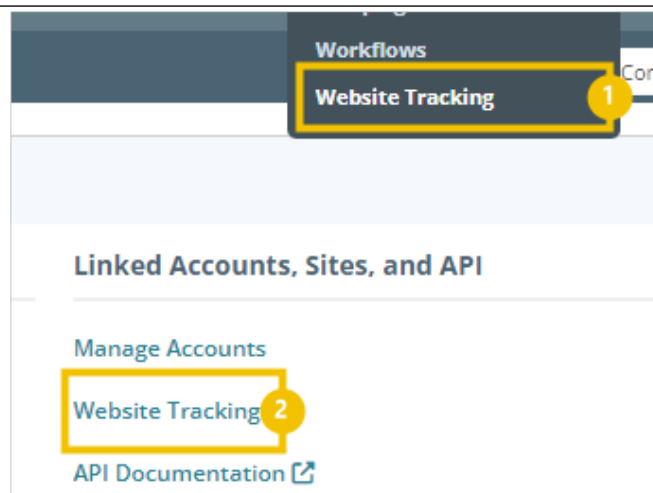 Workflows
Website Tracking 1
Linked Accounts, Sites, and API
Manage Accounts
Website Tracking 2
API Documentation